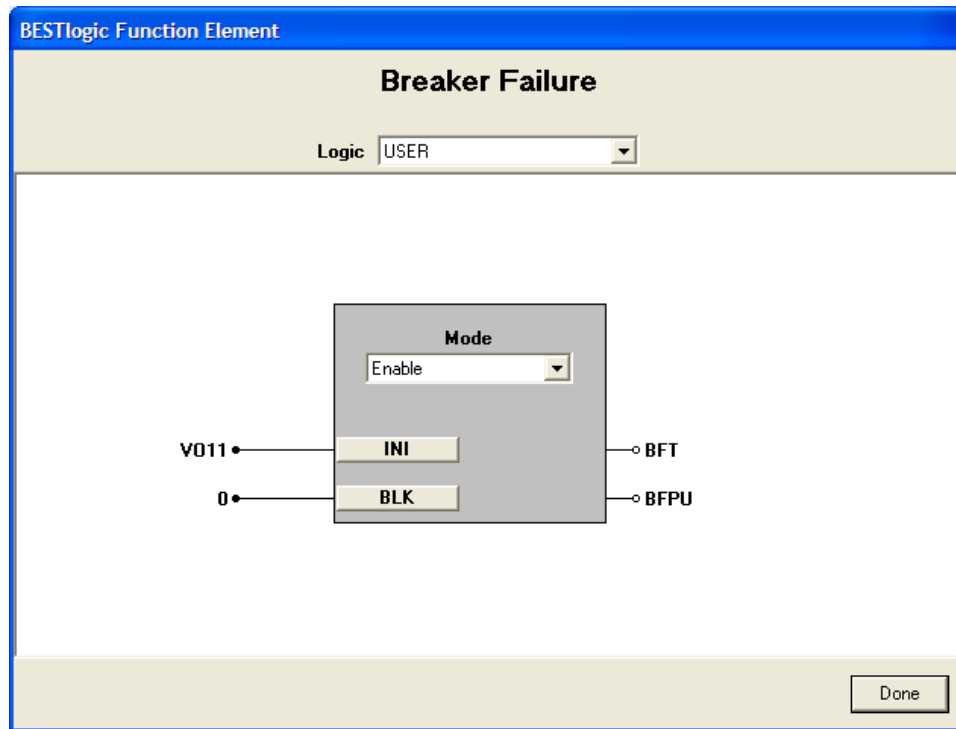 BESTlogic Function Element
Breaker Failure
Logic USER
Mode
Enable
VO11 INI BFT
0 BLK BFPU
Done